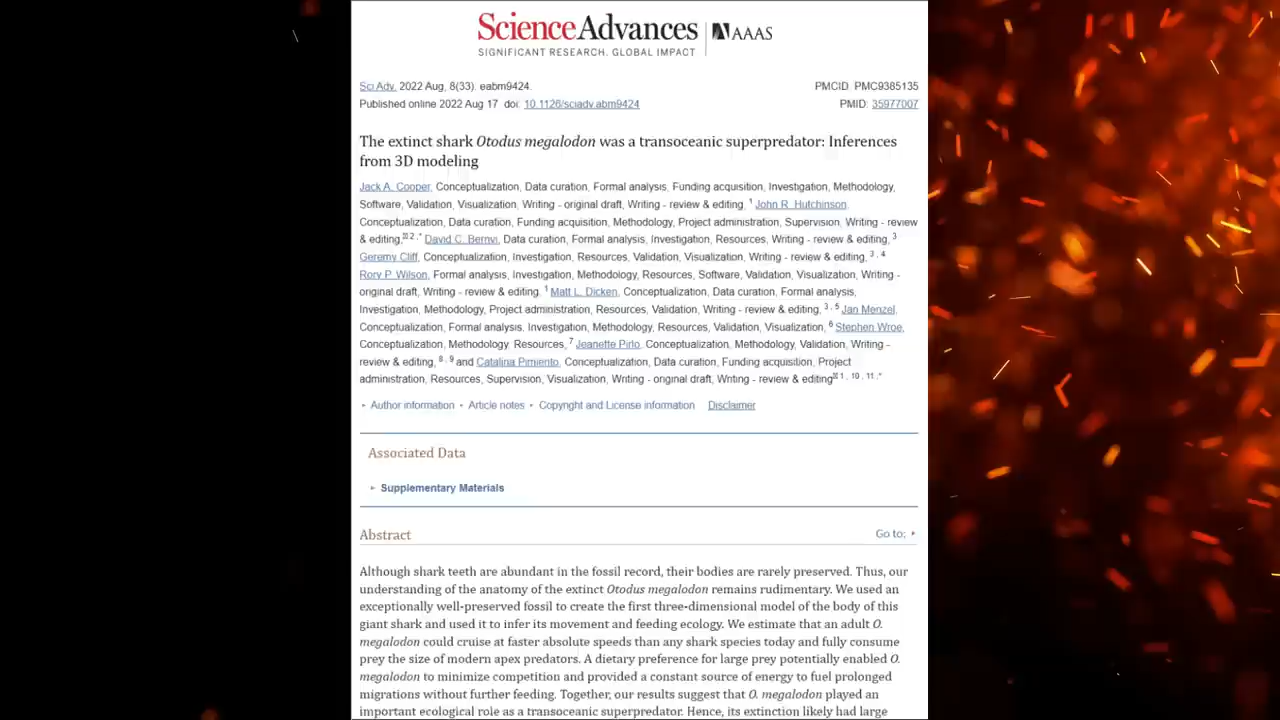 ScienceAdvances | AAAS
SIGNIFICANT RESEARCH. GLOBAL IMPACT
Sci Adv. 2022 Aug; 8(33): eabm9424. PMCID: PMC9385135
Published online 2022 Aug 17 doi: 10.1126/sciadv.abm9424 PMID: 35977007
The extinct shark Otodus megalodon was a transoceanic superpredator: Inferences
from 3D modeling
Jack A. Cooper, Conceptualization, Data curation, Formal analysis, Funding acquisition, Investigation, Methodology,
Software, Validation, Visualization, Writing - original draft, Writing - review & editing, 1 John R. Hutchinson,
Conceptualization, Data curation, Funding acquisition, Methodology, Project administration, Supervision, Writing - review
& editing,✉ 2 , * David C. Bernvi, Data curation, Formal analysis, Investigation, Resources, Writing - review & editing, 3
Geremy Cliff, Conceptualization, Investigation, Resources, Validation, Visualization, Writing - review & editing, 3 , 4
Rory P. Wilson, Formal analysis, Investigation, Methodology, Resources, Software, Validation, Visualization, Writing -
original draft, Writing - review & editing, 1 Matt L. Dicken, Conceptualization, Data curation, Formal analysis,
Investigation, Methodology, Project administration, Resources, Validation, Writing - review & editing, 3 , 5 Jan Menzel,
Conceptualization, Formal analysis, Investigation, Methodology, Resources, Validation, Visualization, 6 Stephen Wroe,
Conceptualization, Methodology, Resources, 7 Jeanette Pirlo, Conceptualization, Methodology, Validation, Writing -
review & editing, 8 , 9 and Catalina Pimiento, Conceptualization, Data curation, Funding acquisition, Project
administration, Resources, Supervision, Visualization, Writing - original draft, Writing - review & editing✉ 1 , 10 , 11 , *
▸ Author information ▸ Article notes ▸ Copyright and License information Disclaimer
Associated Data
▸ Supplementary Materials
Abstract Go to: ▸
Although shark teeth are abundant in the fossil record, their bodies are rarely preserved. Thus, our
understanding of the anatomy of the extinct Otodus megalodon remains rudimentary. We used an
exceptionally well-preserved fossil to create the first three-dimensional model of the body of this
giant shark and used it to infer its movement and feeding ecology. We estimate that an adult O.
megalodon could cruise at faster absolute speeds than any shark species today and fully consume
prey the size of modern apex predators. A dietary preference for large prey potentially enabled O.
megalodon to minimize competition and provided a constant source of energy to fuel prolonged
migrations without further feeding. Together, our results suggest that O. megalodon played an
important ecological role as a transoceanic superpredator. Hence, its extinction likely had large